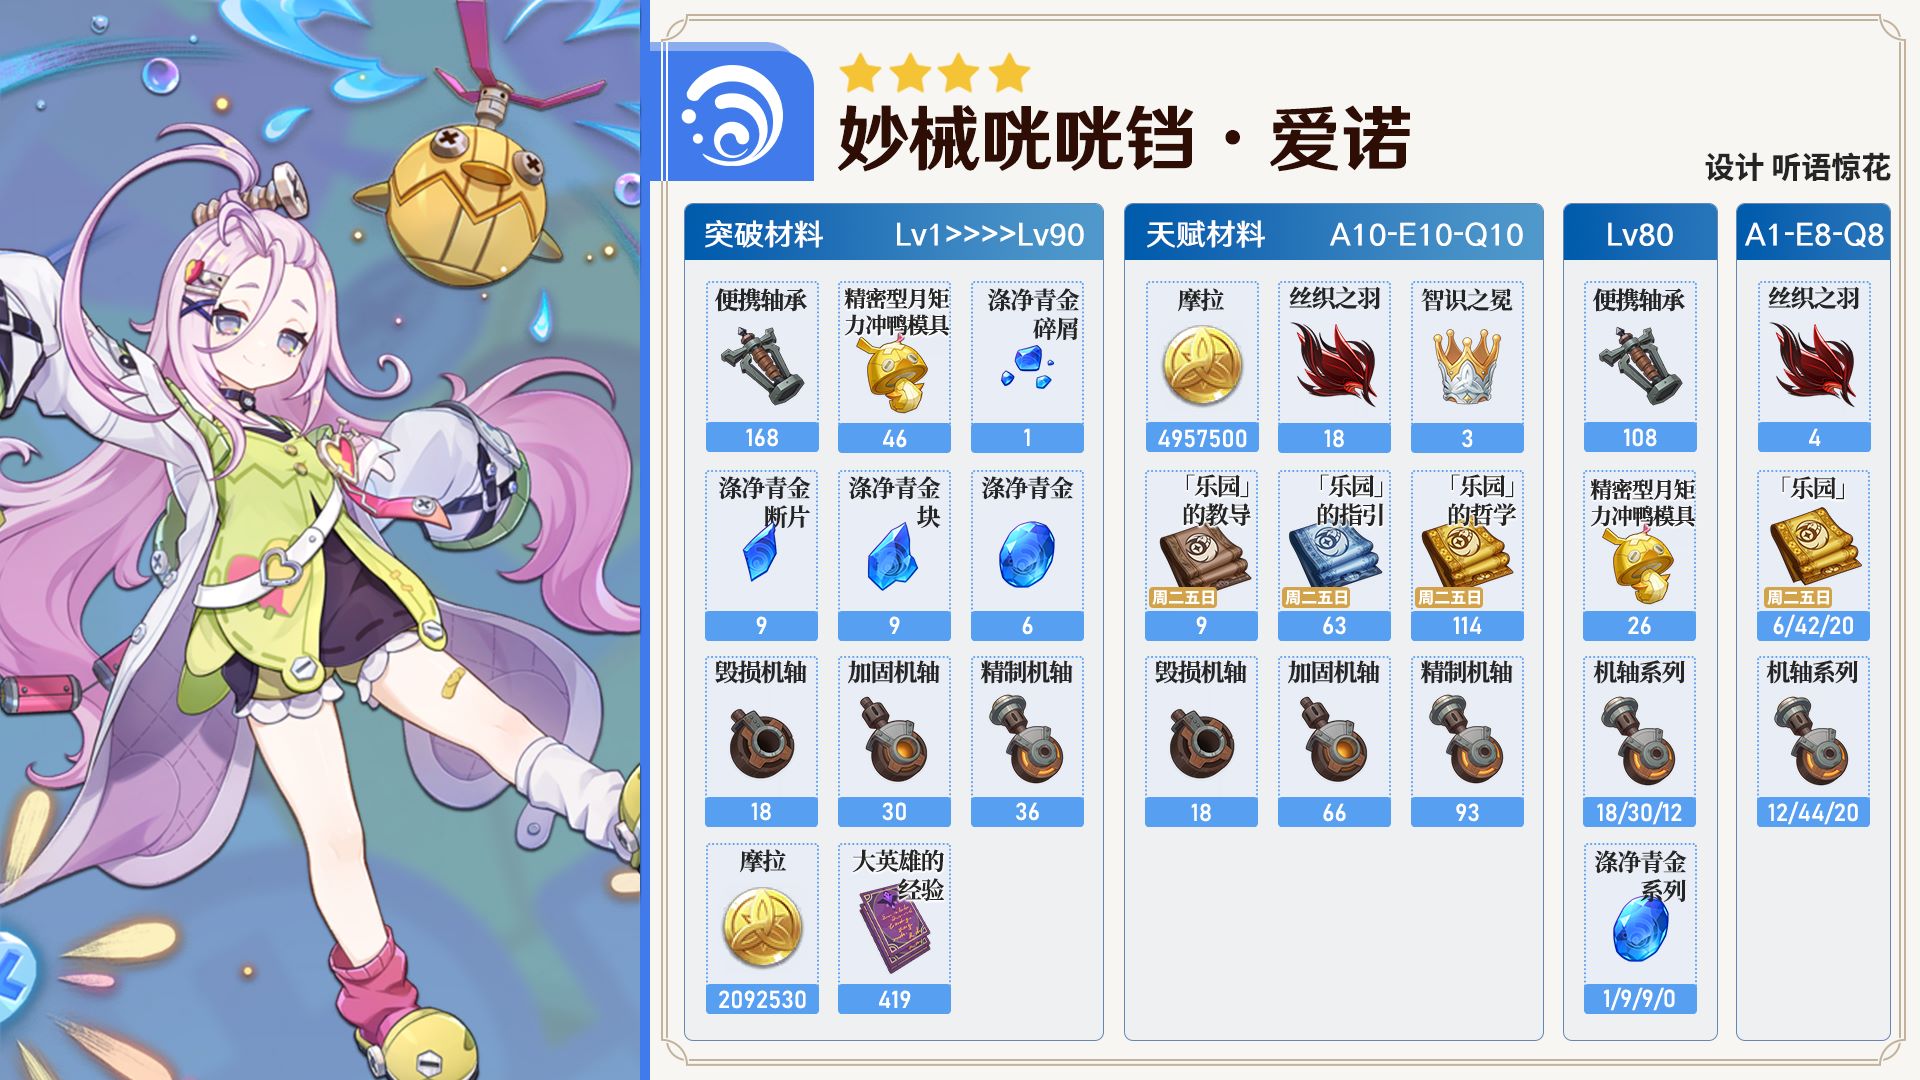 妙械咣咣铛·爱诺
设计 听语惊花
突破材料 Lv1>>>>Lv90
便携轴承
168
精密型月矩
力冲鸭模具
46
涤净青金
碎屑
1
涤净青金
断片
9
涤净青金
块
9
涤净青金
6
毁损机轴
18
加固机轴
30
精制机轴
36
摩拉
2092530
大英雄的
经验
419
天赋材料 A10-E10-Q10
摩拉
4957500
丝织之羽
18
智识之冕
3
「乐园」
的教导
周二五日
9
「乐园」
的指引
周二五日
63
「乐园」
的哲学
周二五日
114
毁损机轴
18
加固机轴
66
精制机轴
93
Lv80
便携轴承
108
精密型月矩
力冲鸭模具
26
机轴系列
18/30/12
涤净青金
系列
1/9/9/0
A1-E8-Q8
丝织之羽
4
「乐园」
周二五日
6/42/20
机轴系列
12/44/20